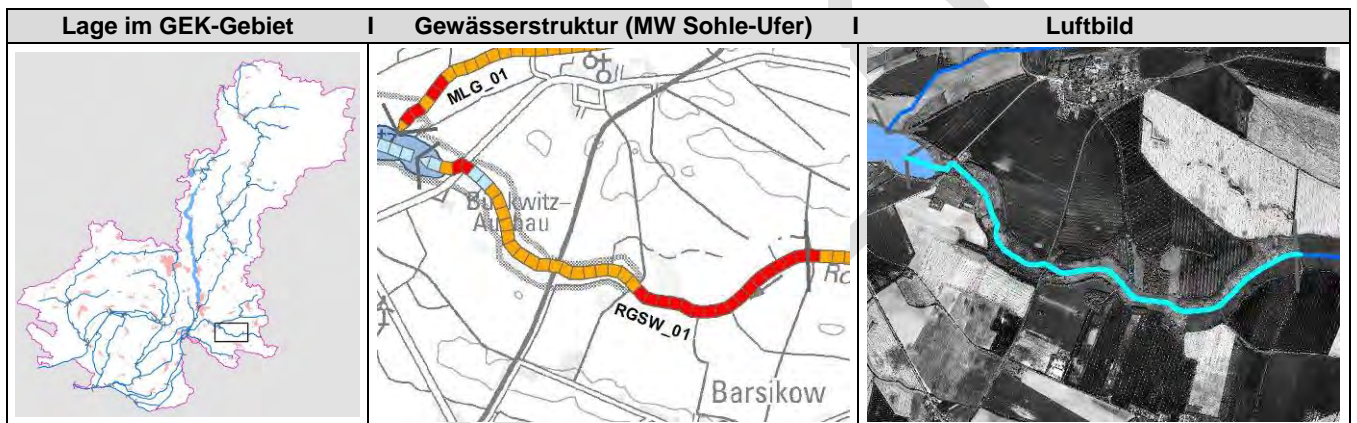 Lage im GEK-Gebiet I Gewässerstruktur (MW Sohle-Ufer) I Luftbild
MLG_01
RGSW_01
Barsikow